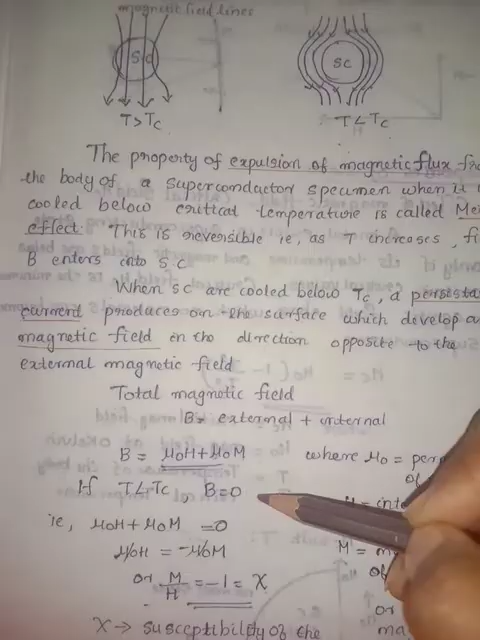 magnetic field lines
SC
SC
T > Tc
T < Tc
The property of expulsion of magnetic flux
the body of a superconductor specimen when it
cooled below critical temperature is called
effect. This is reversible ie, as T increases,
B enters into s.c
When sc are cooled below Tc, a
current produces on the surface which develop
magnetic field in the direction opposite to the
external magnetic field
Total magnetic field
B = external + internal
B = μ0H + μ0M where μ0 =
If T < Tc, B = 0
ie, μ0H + μ0M = 0
μ0H = -μ0M
M =
or M/H = -1 = X
or
X → susceptibility of the